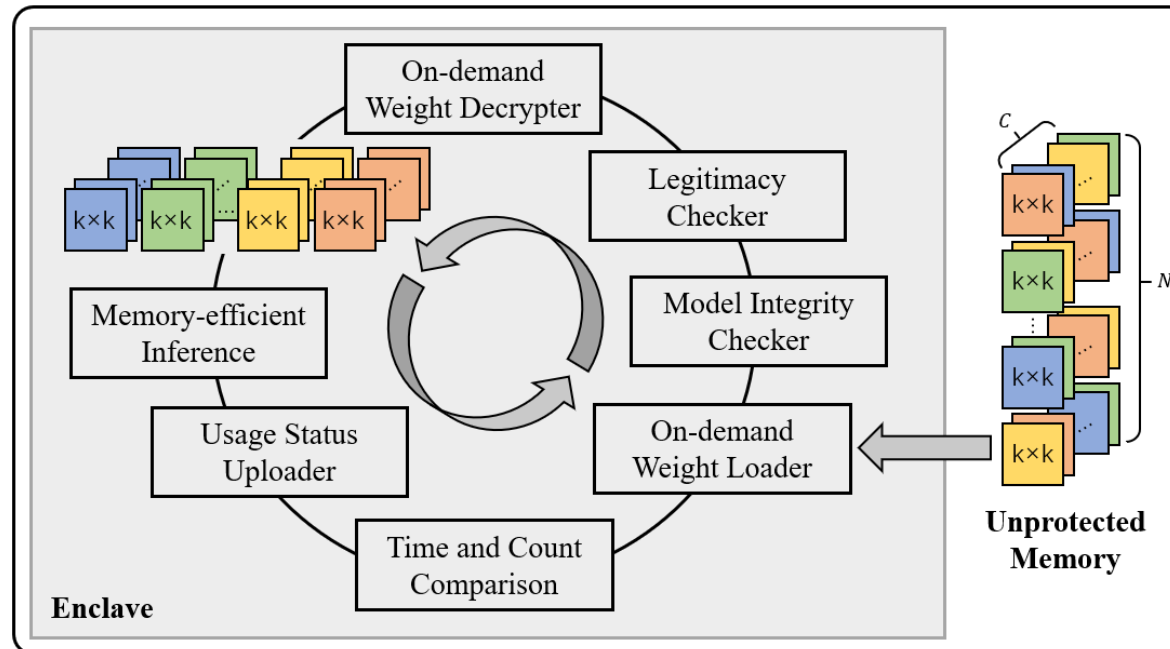 On-demand
Weight Decrypter
Legitimacy
Checker
Model Integrity
Checker
On-demand
Weight Loader
Time and Count
Comparison
Usage Status
Uploader
Memory-efficient
Inference
k×k
k×k
k×k
k×k
...
...
...
...
...
Enclave
C
N
k×k
k×k
k×k
k×k
...
...
...
...
...
Unprotected
Memory